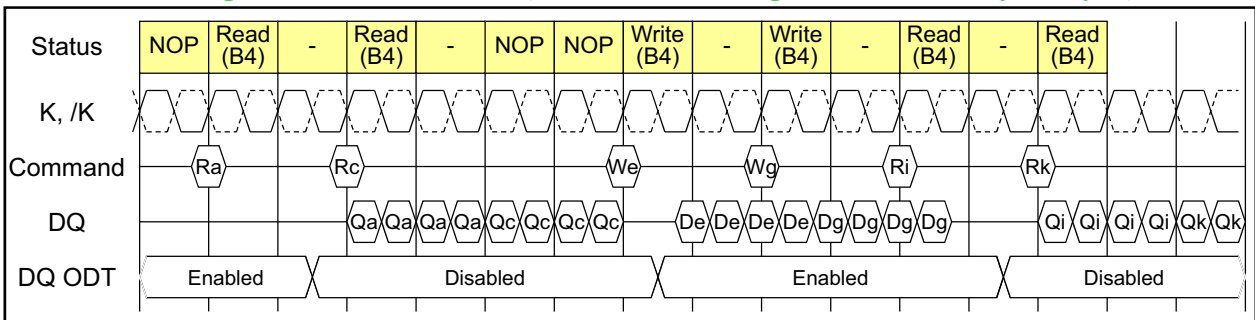 Status NOP Read (B4) - Read (B4) - NOP NOP Write (B4) - Write (B4) - Read (B4) - Read (B4)
K, /K
Command Ra Rc We Wg Ri Rk
DQ Qa Qa Qa Qa Qc Qc Qc Qc De De De De Dg Dg Dg Dg Qi Qi Qi Qi Qk Qk
DQ ODT Enabled Disabled Enabled Disabled